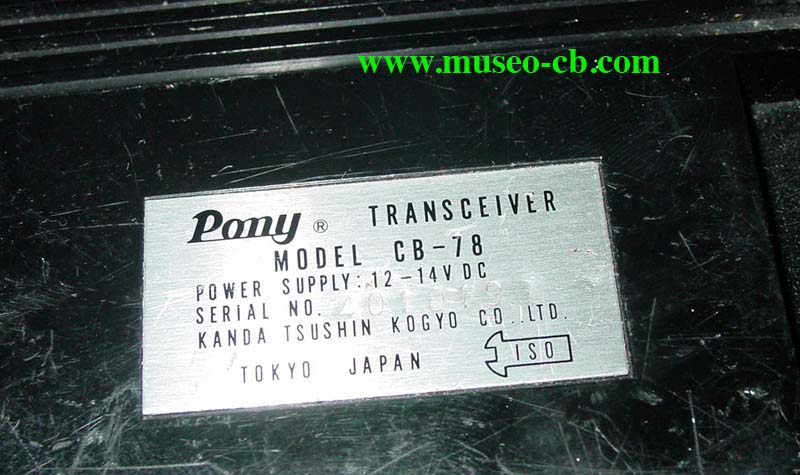 www.museo-cb.com
Pony ® TRANSCEIVER
MODEL CB-78
POWER SUPPLY: 12-14V DC
SERIAL NO.
KANDA TSUSHIN KOGYO CO.,LTD.
TOKYO JAPAN ISO